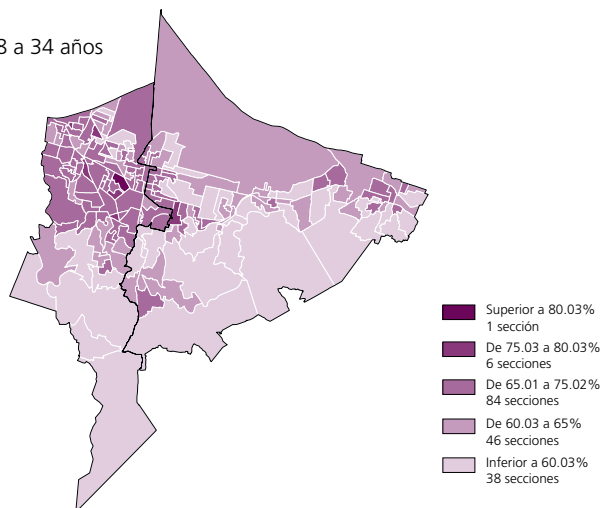 8 a 34 años
Superior a 80.03%
1 sección
De 75.03 a 80.03%
6 secciones
De 65.01 a 75.02%
84 secciones
De 60.03 a 65%
46 secciones
Inferior a 60.03%
38 secciones